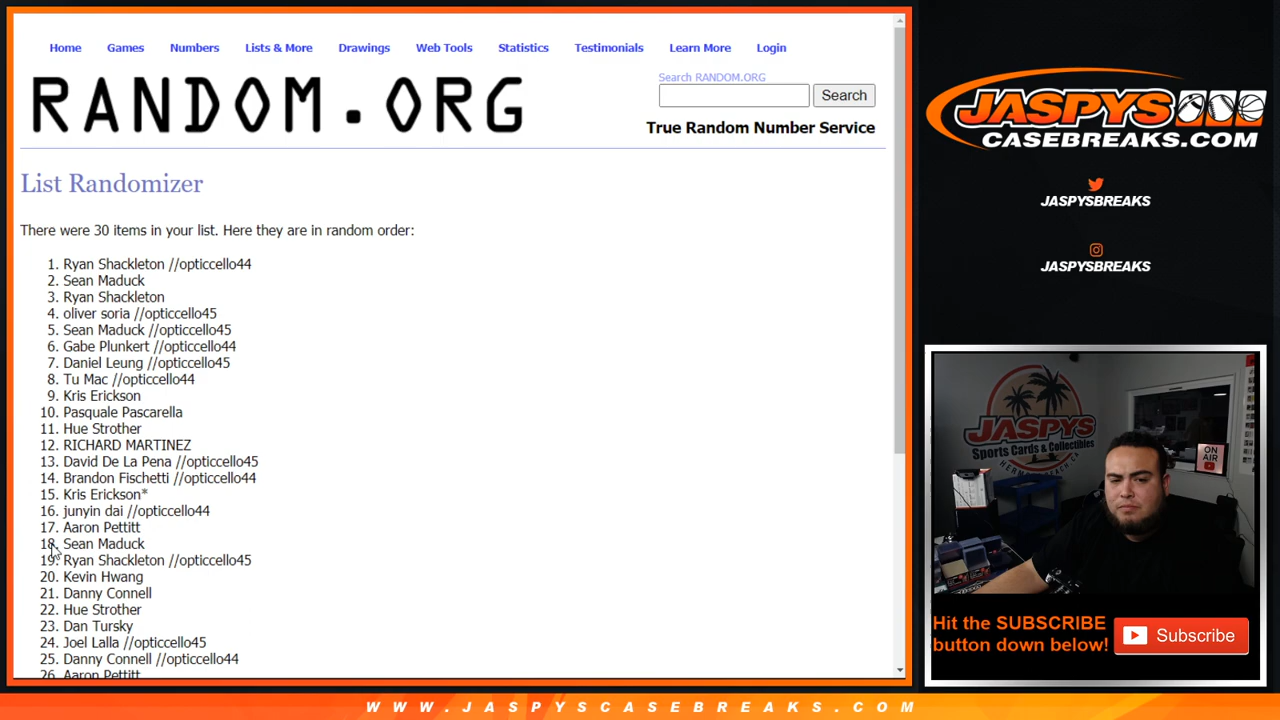 Home Games Numbers Lists & More Drawings Web Tools Statistics Testimonials Learn More Login
RANDOM.ORG
Search RANDOM.ORG
Search
True Random Number Service
List Randomizer
There were 30 items in your list. Here they are in random order:
1. Ryan Shackleton //opticcello44
2. Sean Maduck
3. Ryan Shackleton
4. oliver soria //opticcello45
5. Sean Maduck //opticcello45
6. Gabe Plunkert //opticcello44
7. Daniel Leung //opticcello45
8. Tu Mac //opticcello44
9. Kris Erickson
10. Pasquale Pascarella
11. Hue Strother
12. RICHARD MARTINEZ
13. David De La Pena //opticcello45
14. Brandon Fischetti //opticcello44
15. Kris Erickson*
16. junyin dai //opticcello44
17. Aaron Pettitt
18. Sean Maduck
19. Ryan Shackleton //opticcello45
20. Kevin Hwang
21. Danny Connell
22. Hue Strother
23. Dan Tursky
24. Joel Lalla //opticcello45
25. Danny Connell //opticcello44
26. Aaron Pettitt
JASPYS
CASEBREAKS.COM
JASPYSBREAKS
JASPYSBREAKS
JASPYS
Sports Cards & Collectibles
ON
AIR
Hit the SUBSCRIBE
button down below!
Subscribe
WWW.JASPYSCASEBREAKS.COM